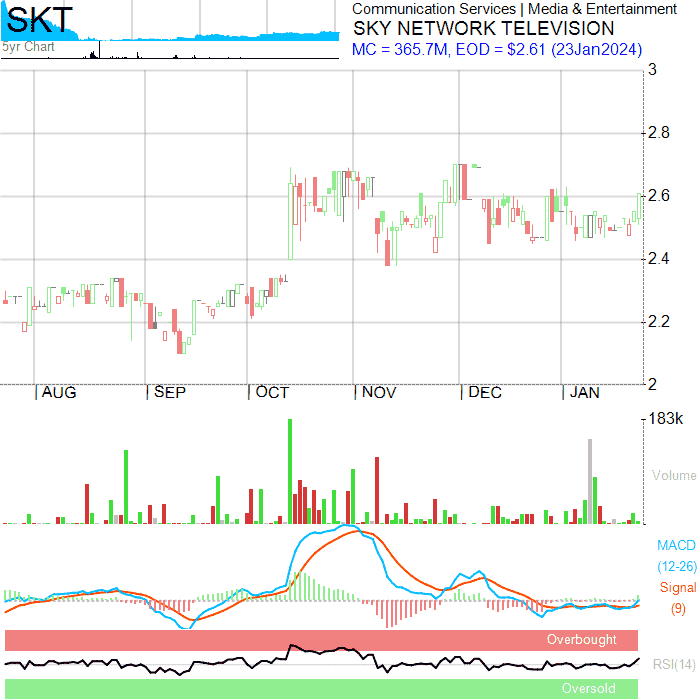 SKT
5yr Chart
Communication Services | Media & Entertainment
SKY NETWORK TELEVISION
MC = 365.7M, EOD = $2.61 (23Jan2024)
3
2.8
2.6
2.4
2.2
2
| AUG | SEP | OCT | NOV | DEC | JAN
183k
Volume
MACD
(12-26)
Signal
(9)
Overbought
RSI(14)
Oversold